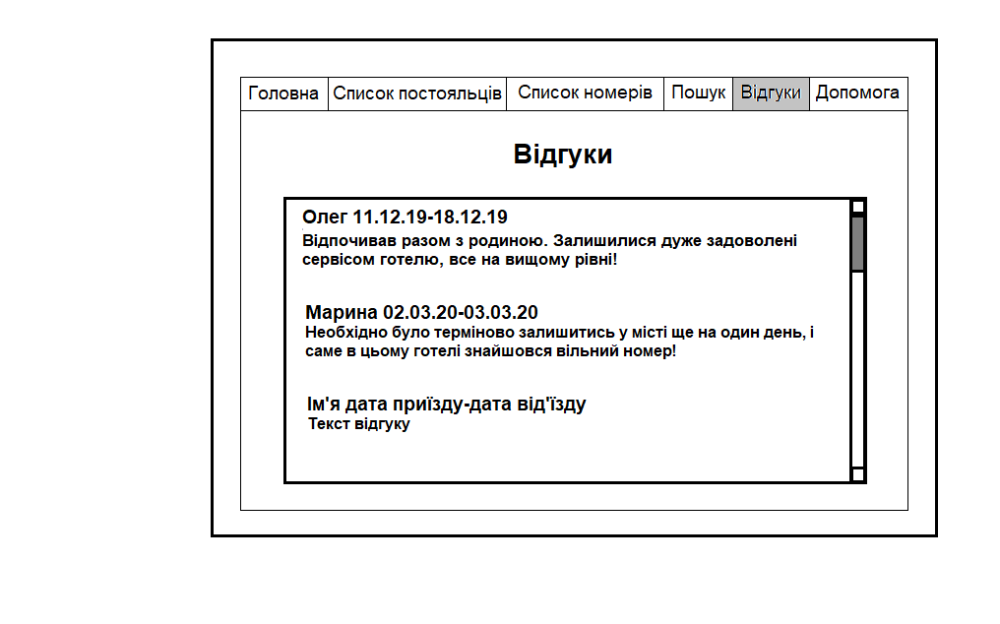 Головна Список постояльців Список номерів Пошук Відгуки Допомога
Відгуки
Олег 11.12.19-18.12.19
Відпочивав разом з родиною. Залишилися дуже задоволені
сервісом готелю, все на вищому рівні!
Марина 02.03.20-03.03.20
Необхідно було терміново залишитись у місті ще на один день, і
саме в цьому готелі знайшовся вільний номер!
Ім'я дата приїзду-дата від'їзду
Текст відгуку